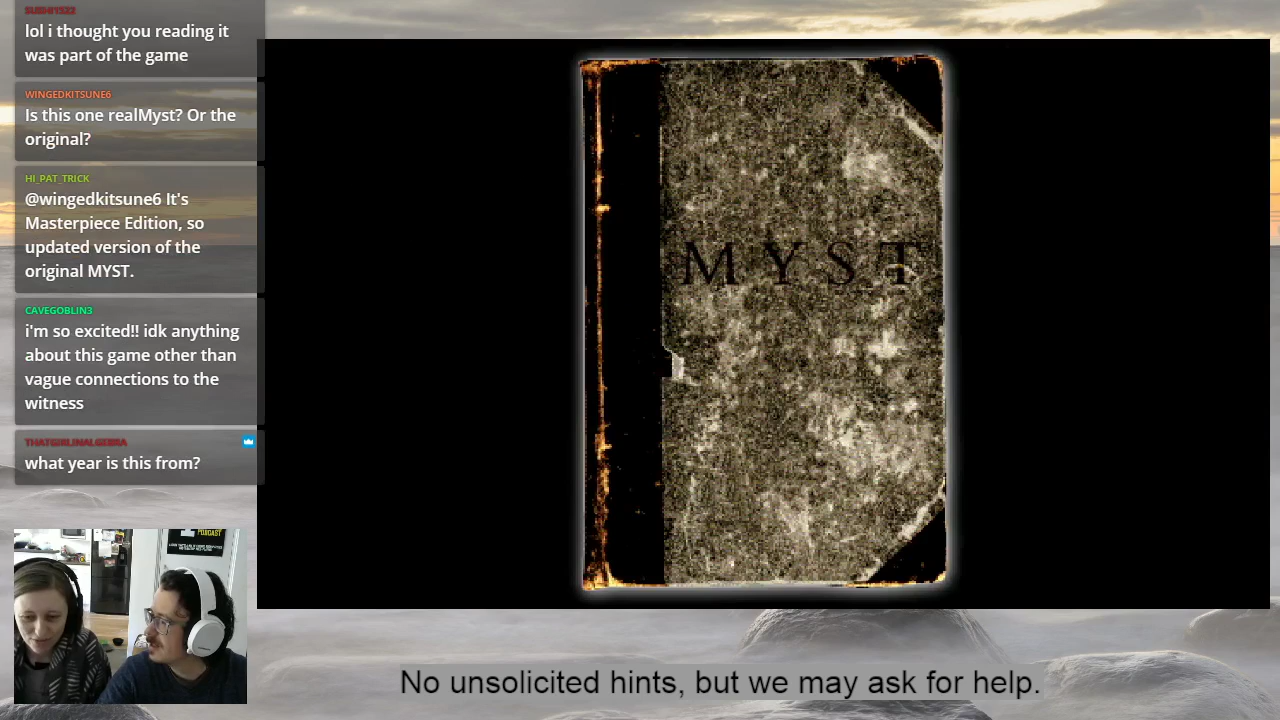 SUSHI1522
lol i thought you reading it
was part of the game
WINGEDKITSUNE6
Is this one realMyst? Or the
original?
HI_PAT_TRICK
@wingedkitsune6 It's
Masterpiece Edition, so
updated version of the
original MYST.
CAVEGOBLIN3
i'm so excited!! idk anything
about this game other than
vague connections to the
witness
THATGIRLINALGEBRA
what year is this from?
MYST
PODCAST
No unsolicited hints, but we may ask for help.